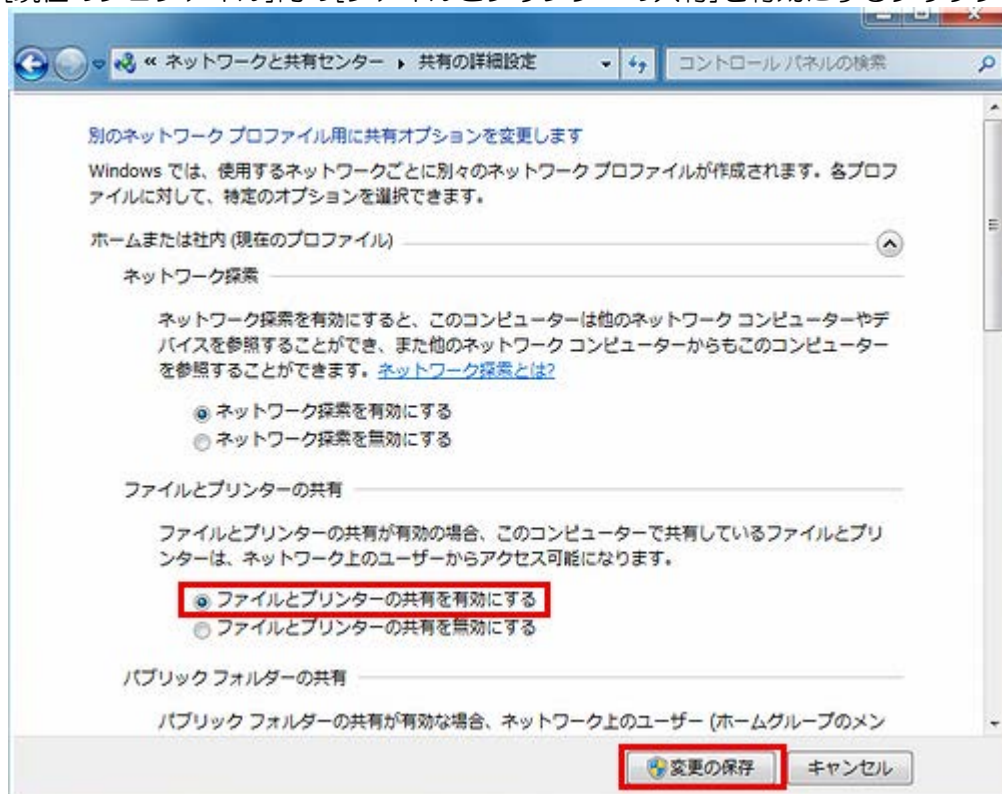 « ネットワークと共有センター ▸ 共有の詳細設定
コントロール パネルの検索
別のネットワーク プロファイル用に共有オプションを変更します
Windows では、使用するネットワークごとに別々のネットワーク プロファイルが作成されます。各プロフ
ァイルに対して、特定のオプションを選択できます。
ホームまたは社内 (現在のプロファイル)
ネットワーク探索
ネットワーク探索を有効にすると、このコンピューターは他のネットワーク コンピューターやデ
バイスを参照することができ、また他のネットワーク コンピューターからもこのコンピューター
を参照することができます。ネットワーク探索とは?
ネットワーク探索を有効にする
ネットワーク探索を無効にする
ファイルとプリンターの共有
ファイルとプリンターの共有が有効の場合、このコンピューターで共有しているファイルとプリ
ンターは、ネットワーク上のユーザーからアクセス可能になります。
ファイルとプリンターの共有を有効にする
ファイルとプリンターの共有を無効にする
パブリック フォルダーの共有
パブリック フォルダーの共有が有効な場合、ネットワーク上のユーザー (ホームグループのメン
変更の保存
キャンセル